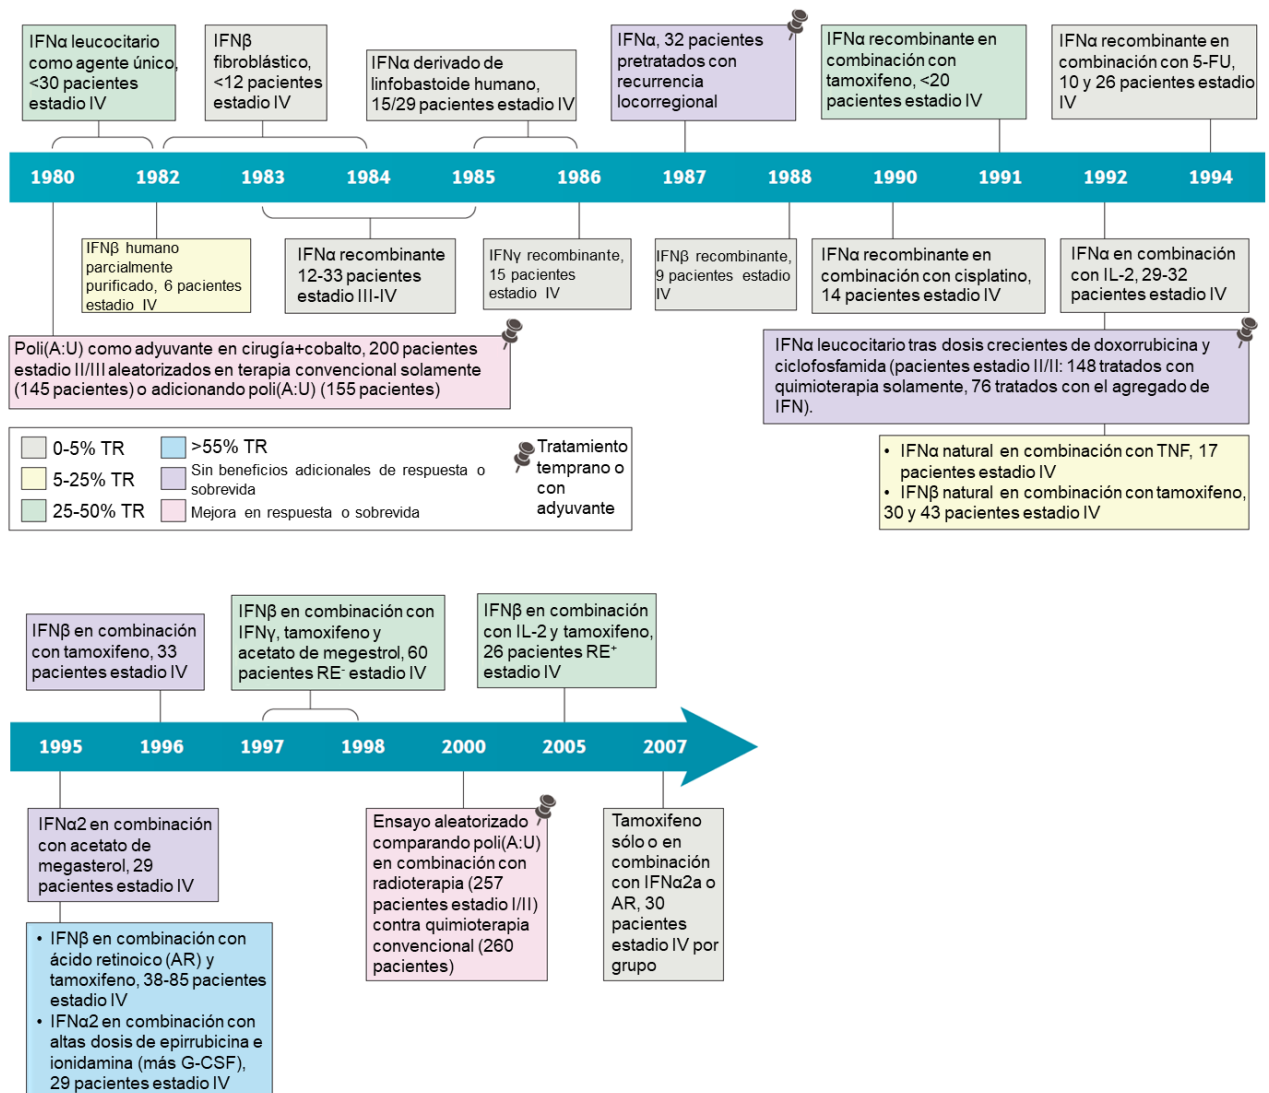 IFNα leucocitario
como agente único,
<30 pacientes
estadio IV
IFNβ
fibroblástico,
<12 pacientes
estadio IV
IFNα derivado de
linfobastoide humano,
15/29 pacientes estadio IV
IFNα, 32 pacientes
pretratados con
recurrencia
locorregional
IFNα recombinante en
combinación con
tamoxifeno, <20
pacientes estadio IV
IFNα recombinante en
combinación con 5-FU,
10 y 26 pacientes estadio
IV
1980 1982 1983 1984 1985 1986 1987 1988 1990 1991 1992 1994
IFNβ humano
parcialmente
purificado, 6 pacientes
estadio IV
IFNα recombinante
12-33 pacientes
estadio III-IV
IFNγ recombinante,
15 pacientes
estadio IV
IFNβ recombinante,
9 pacientes estadio
IV
IFNα recombinante en
combinación con cisplatino,
14 pacientes estadio IV
IFNα en combinación
con IL-2, 29-32
pacientes estadio IV
Poli(A:U) como adyuvante en cirugía+cobalto, 200 pacientes
estadio II/III aleatorizados en terapia convencional solamente
(145 pacientes) o adicionando poli(A:U) (155 pacientes)
IFNα leucocitario tras dosis crecientes de doxorrubicina y
ciclofosfamida (pacientes estadio II/II: 148 tratados con
quimioterapia solamente, 76 tratados con el agregado de
IFN).
0-5% TR
5-25% TR
25-50% TR
>55% TR
Sin beneficios adicionales de respuesta o
sobrevida
Mejora en respuesta o sobrevida
Tratamiento
temprano o
con
adyuvante
• IFNα natural en combinación con TNF, 17
pacientes estadio IV
• IFNβ natural en combinación con tamoxifeno,
30 y 43 pacientes estadio IV
IFNβ en combinación
con tamoxifeno, 33
pacientes estadio IV
IFNβ en combinación con
IFNγ, tamoxifeno y
acetato de megestrol, 60
pacientes RE⁻ estadio IV
IFNβ en combinación
con IL-2 y tamoxifeno,
26 pacientes RE⁺
estadio IV
1995 1996 1997 1998 2000 2005 2007
IFNα2 en combinación
con acetato de
megasterol, 29
pacientes estadio IV
• IFNβ en combinación con
ácido retinoico (AR) y
tamoxifeno, 38-85 pacientes
estadio IV
• IFNα2 en combinación con
altas dosis de epirrubicina e
ionidamina (más G-CSF),
29 pacientes estadio IV
Ensayo aleatorizado
comparando poli(A:U)
en combinación con
radioterapia (257
pacientes estadio I/II)
contra quimioterapia
convencional (260
pacientes)
Tamoxifeno
sólo o en
combinación
con IFNα2a o
AR, 30
pacientes
estadio IV por
grupo